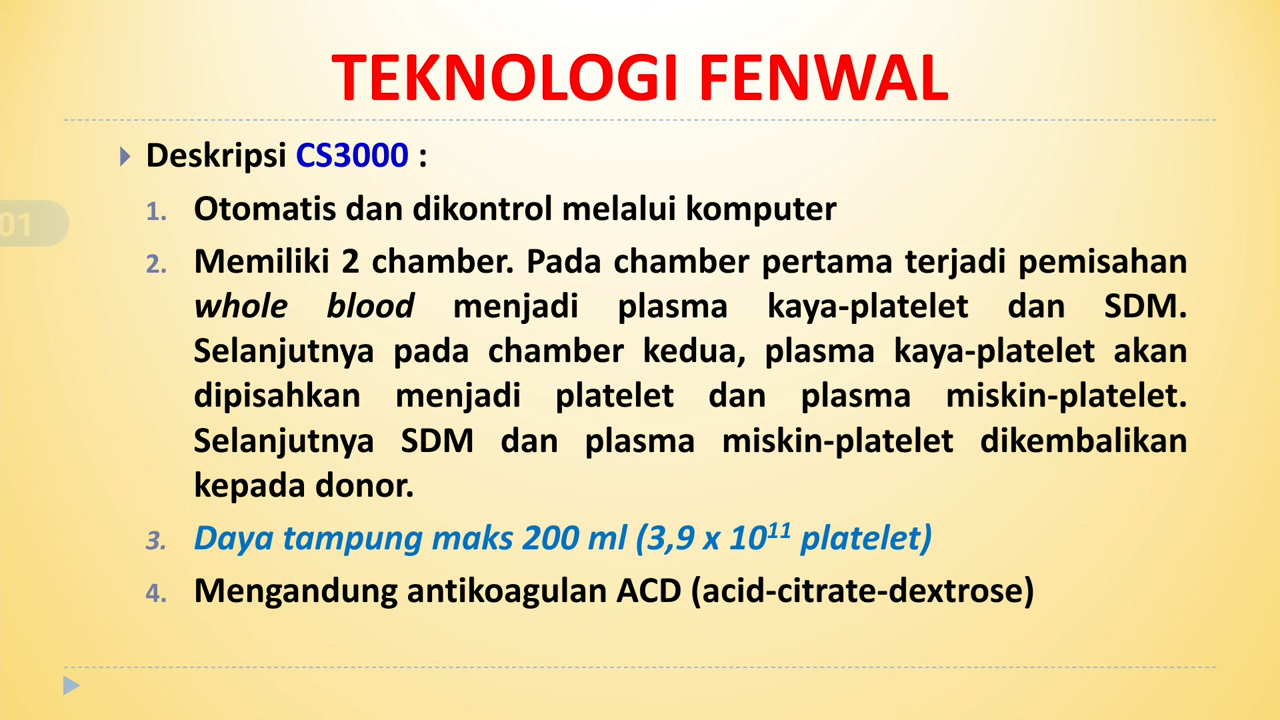 TEKNOLOGI FENWAL
Deskripsi CS3000 :
01
1. Otomatis dan dikontrol melalui komputer
2. Memiliki 2 chamber. Pada chamber pertama terjadi pemisahan
whole blood menjadi plasma kaya-platelet dan SDM.
Selanjutnya pada chamber kedua, plasma kaya-platelet akan
dipisahkan menjadi platelet dan plasma miskin-platelet.
Selanjutnya SDM dan plasma miskin-platelet dikembalikan
kepada donor.
3. Daya tampung maks 200 ml (3,9 x 10¹¹ platelet)
4. Mengandung antikoagulan ACD (acid-citrate-dextrose)